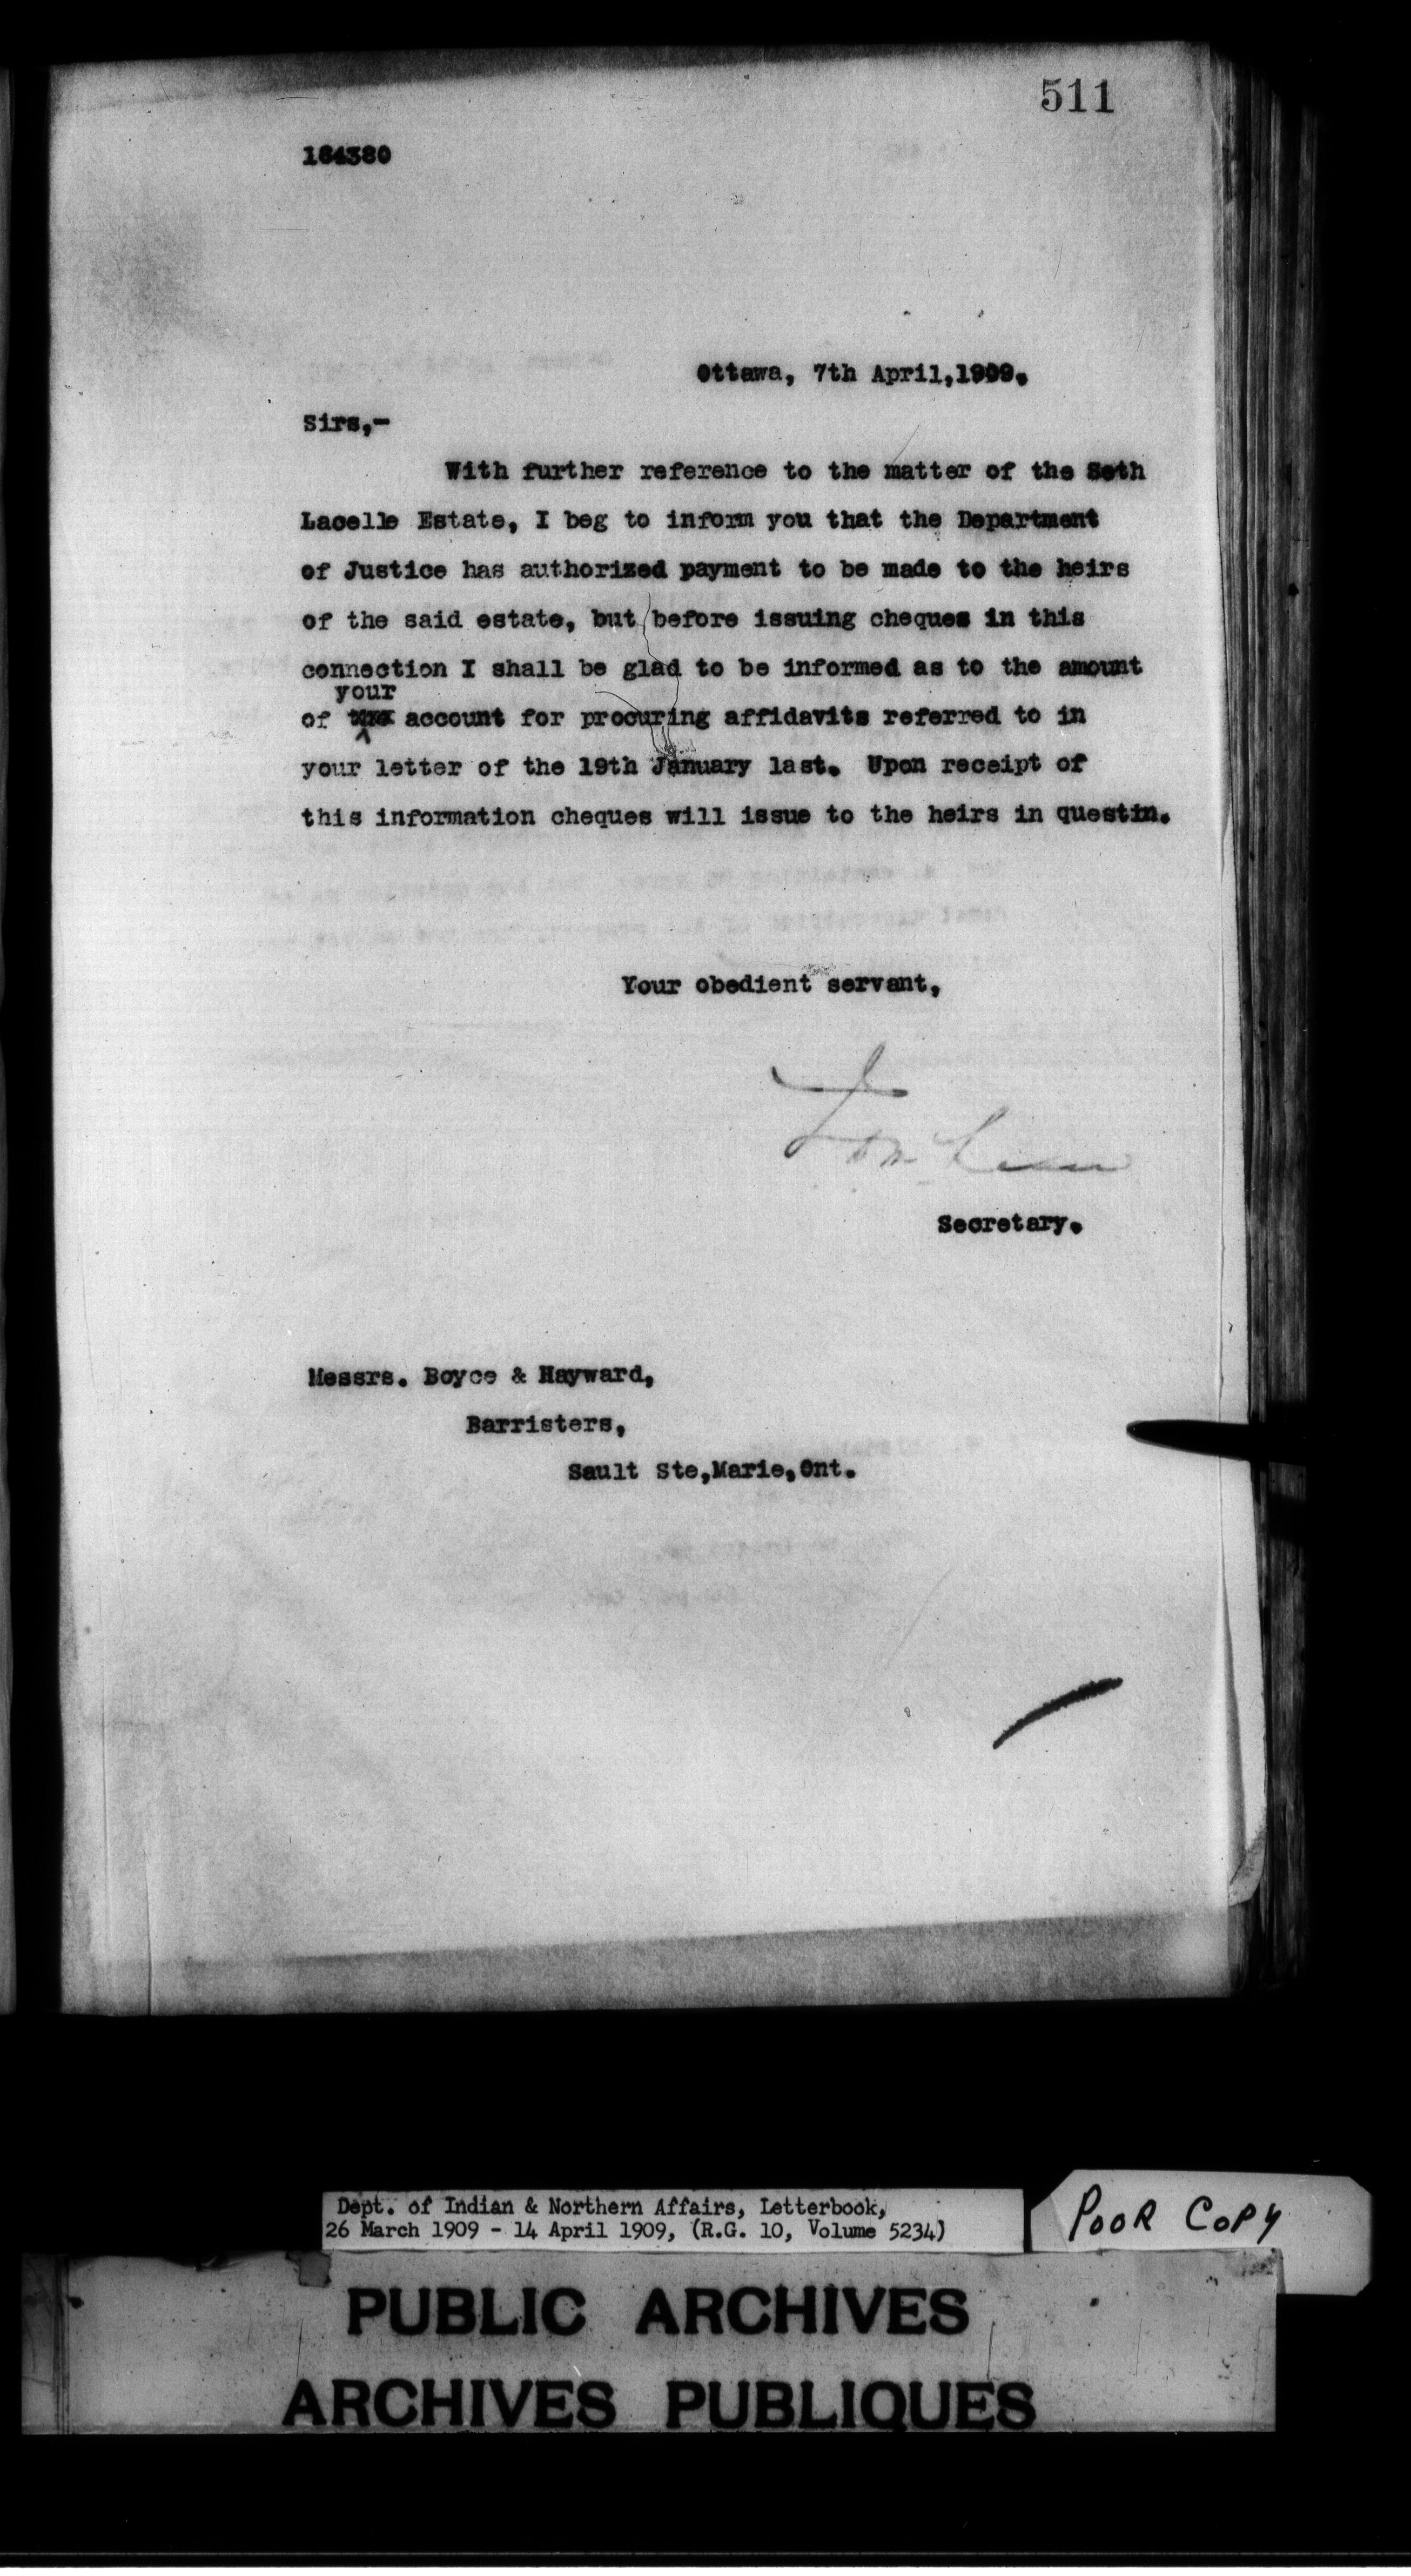 511
164380
Ottawa, 7th April,1909.
Sirs,-
With further reference to the matter of the Seth
Lacelle Estate, I beg to inform you that the Department
of Justice has authorized payment to be made to the heirs
of the said estate, but before issuing cheques in this
connection I shall be glad to be informed as to the amount
your
of account for procuring affidavits referred to in
your letter of the 19th January last. Upon receipt of
this information cheques will issue to the heirs in questin.
Your obedient servant,
Secretary.
Messrs. Boyce & Hayward,
Barristers,
Sault Ste,Marie,Ont.
Dept. of Indian & Northern Affairs, Letterbook,
26 March 1909 - 14 April 1909, (R.G. 10, Volume 5234)
POOR COPY
PUBLIC ARCHIVES
ARCHIVES PUBLIQUES